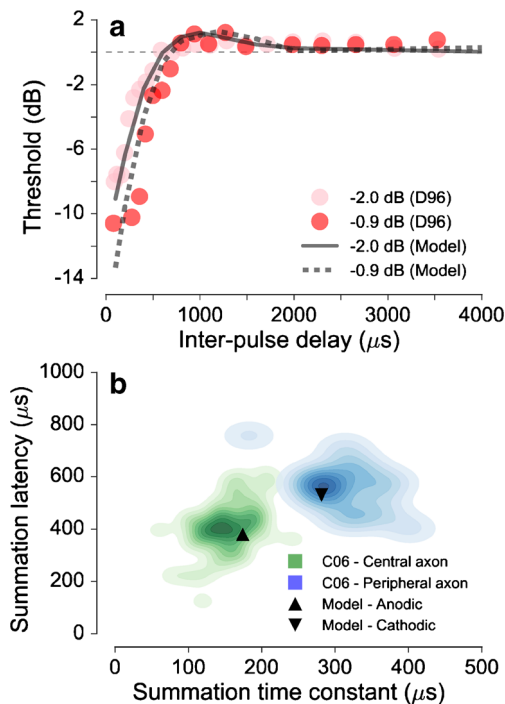 a
2
-2
-6
-10
-14
Threshold (dB)
-2.0 dB (D96)
-0.9 dB (D96)
-2.0 dB (Model)
-0.9 dB (Model)
0 1000 2000 3000 4000
Inter-pulse delay (μs)
b
1000
800
600
400
200
0
Summation latency (μs)
C06 - Central axon
C06 - Peripheral axon
Model - Anodic
Model - Cathodic
0 100 200 300 400 500
Summation time constant (μs)